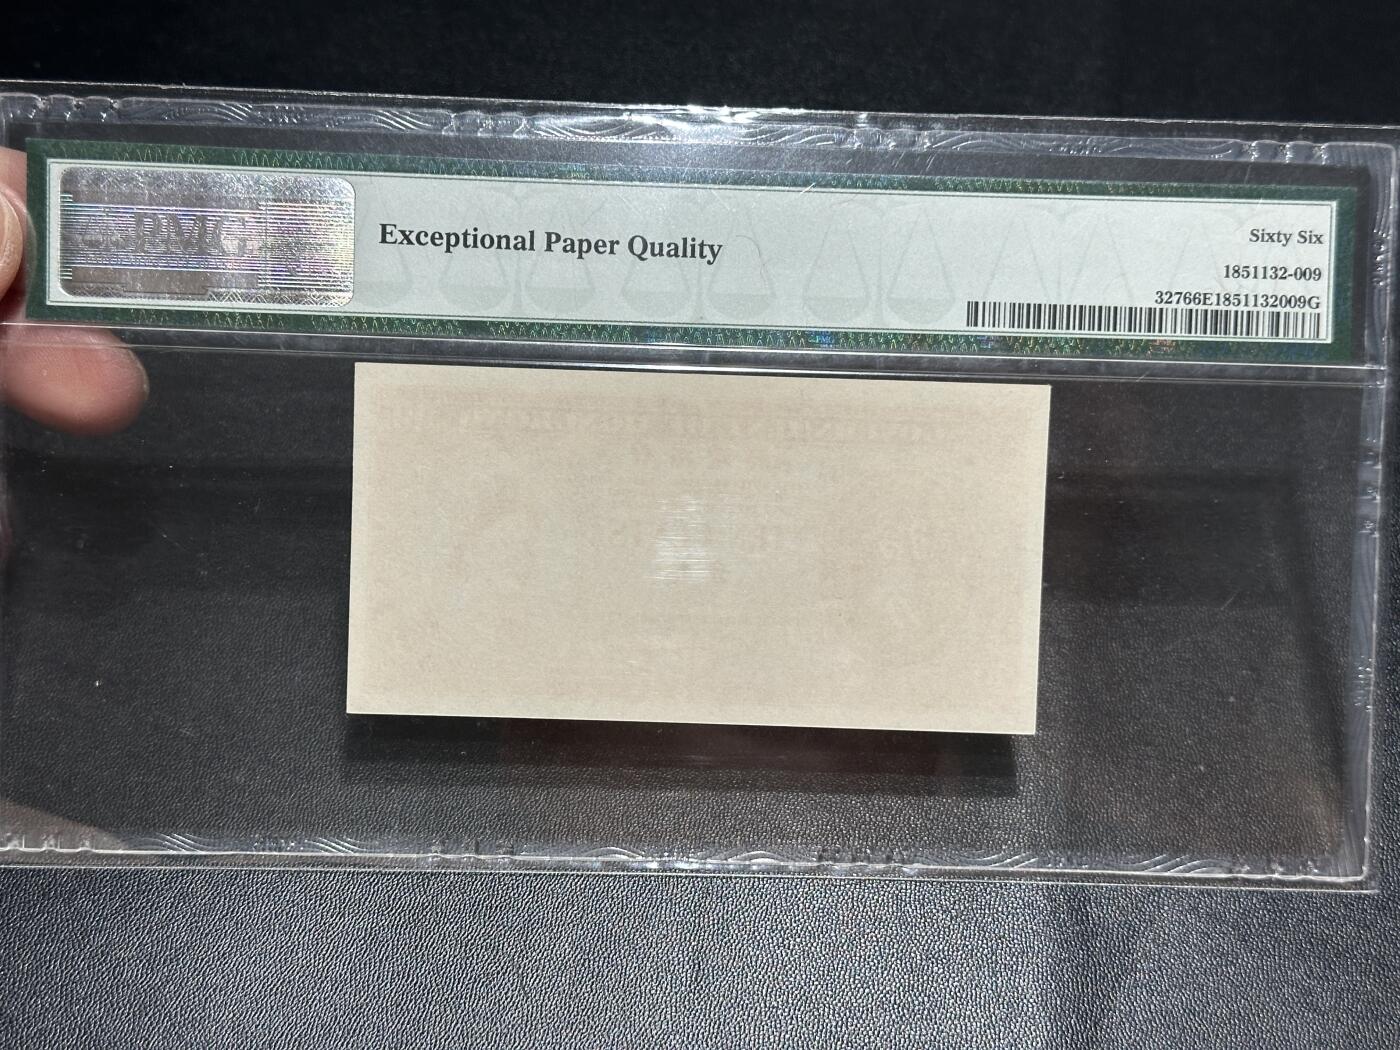 PMG
Exceptional Paper Quality
Sixty Six
1851132-009
32766E1851132009G